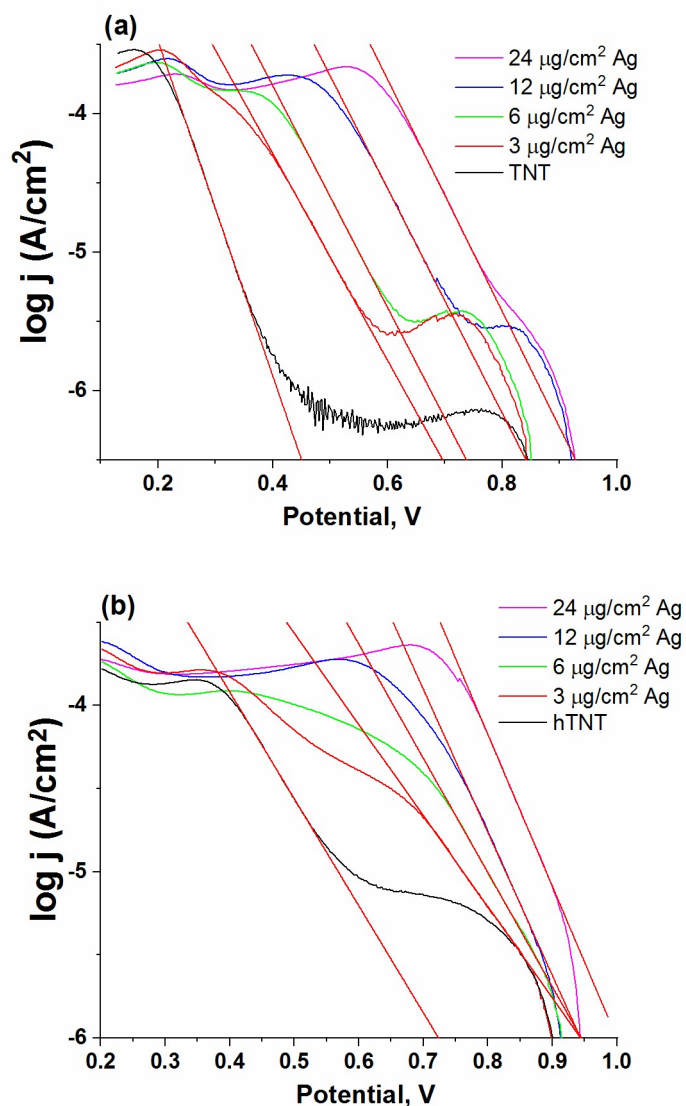 (a)
24 μg/cm² Ag
12 μg/cm² Ag
6 μg/cm² Ag
3 μg/cm² Ag
TNT
log j (A/cm²)
-4
-5
-6
0.2 0.4 0.6 0.8 1.0
Potential, V
(b)
24 μg/cm² Ag
12 μg/cm² Ag
6 μg/cm² Ag
3 μg/cm² Ag
hTNT
log j (A/cm²)
-4
-5
-6
0.2 0.3 0.4 0.5 0.6 0.7 0.8 0.9 1.0
Potential, V